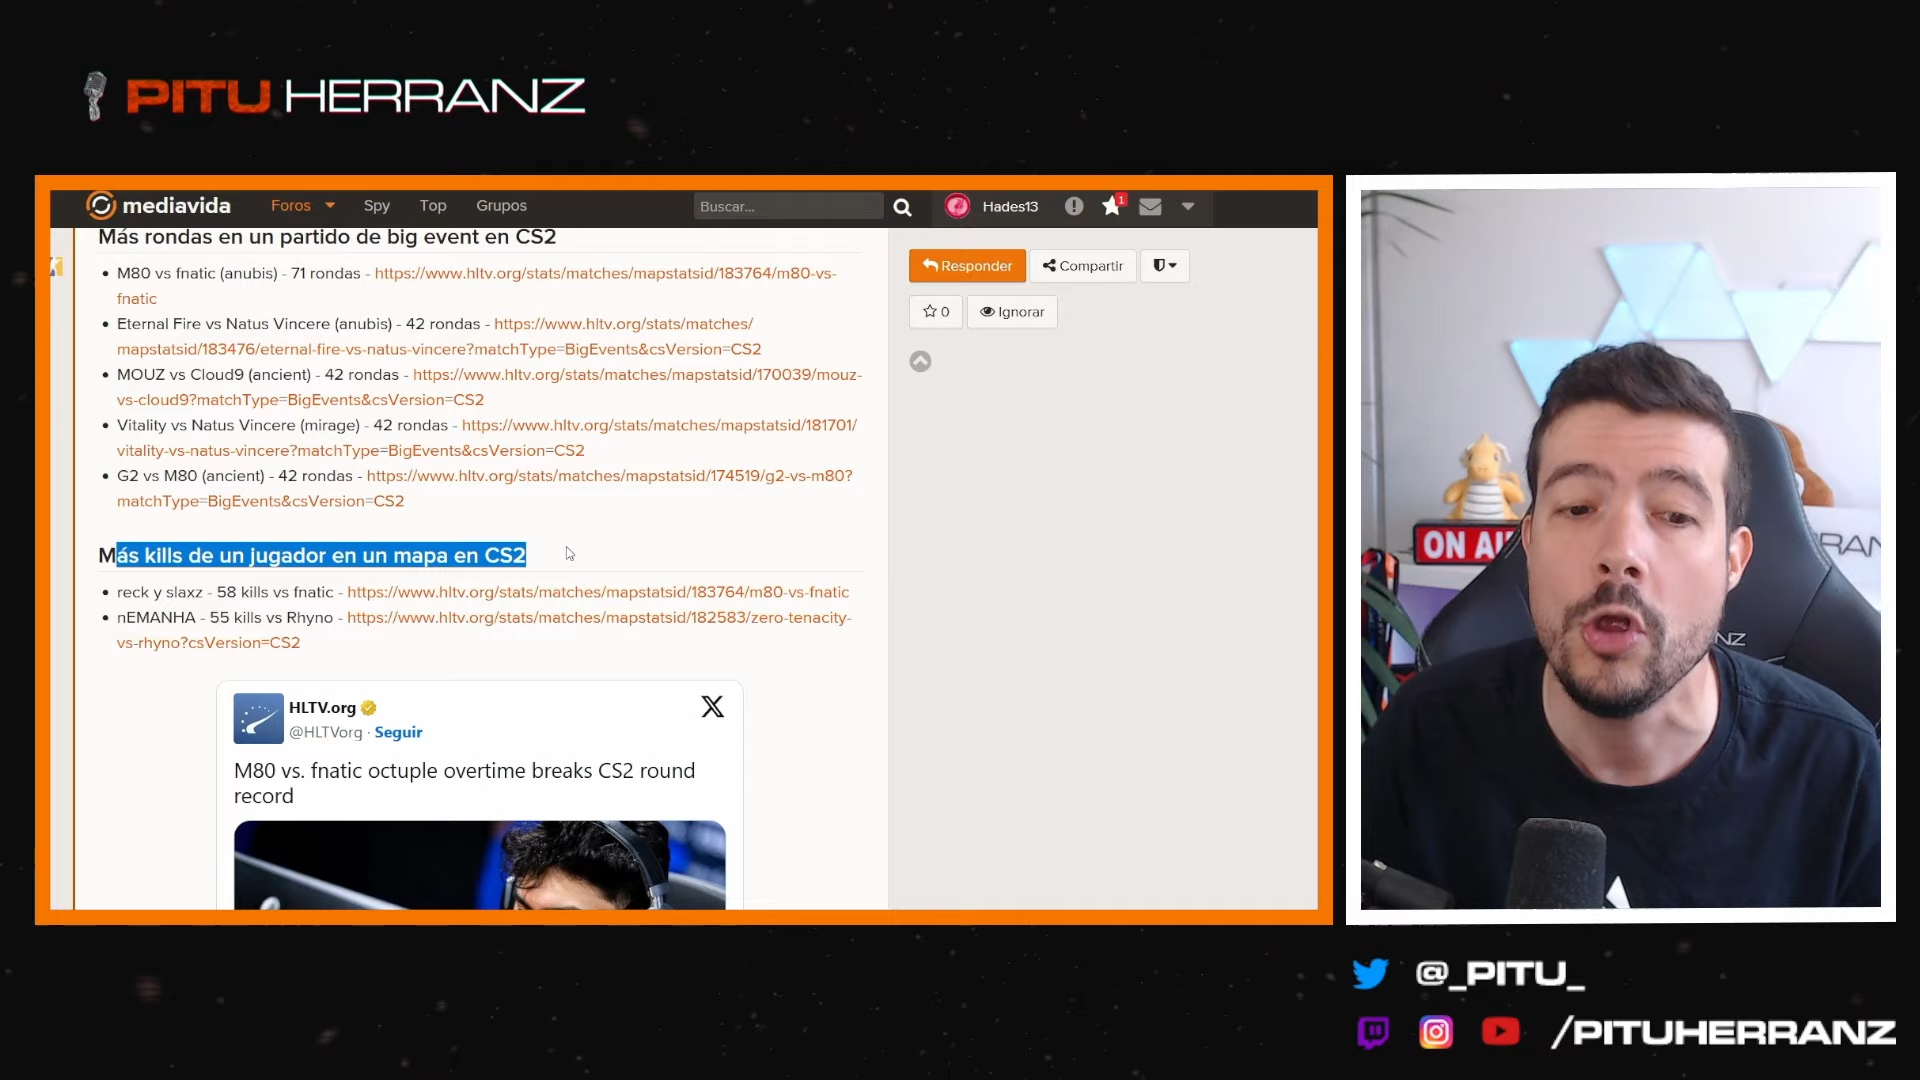 PITU HERRANZ
mediavida Foros Spy Top Grupos Buscar... Hades13 1
Más rondas en un partido de big event en CS2
M80 vs fnatic (anubis) - 71 rondas - https://www.hltv.org/stats/matches/mapstatsid/183764/m80-vs-
fnatic
Eternal Fire vs Natus Vincere (anubis) - 42 rondas - https://www.hltv.org/stats/matches/
mapstatsid/183476/eternal-fire-vs-natus-vincere?matchType=BigEvents&csVersion=CS2
MOUZ vs Cloud9 (ancient) - 42 rondas - https://www.hltv.org/stats/matches/mapstatsid/170039/mouz-
vs-cloud9?matchType=BigEvents&csVersion=CS2
Vitality vs Natus Vincere (mirage) - 42 rondas - https://www.hltv.org/stats/matches/mapstatsid/181701/
vitality-vs-natus-vincere?matchType=BigEvents&csVersion=CS2
G2 vs M80 (ancient) - 42 rondas - https://www.hltv.org/stats/matches/mapstatsid/174519/g2-vs-m80?
matchType=BigEvents&csVersion=CS2
Más kills de un jugador en un mapa en CS2
reck y slaxz - 58 kills vs fnatic - https://www.hltv.org/stats/matches/mapstatsid/183764/m80-vs-fnatic
nEMANHA - 55 kills vs Rhyno - https://www.hltv.org/stats/matches/mapstatsid/182583/zero-tenacity-
vs-rhyno?csVersion=CS2
HLTV.org
@HLTVorg · Seguir
M80 vs. fnatic octuple overtime breaks CS2 round
record
Responder Compartir
0 Ignorar
ON AI
RAN
NZ
@_PITU_
/PITUHERRANZ